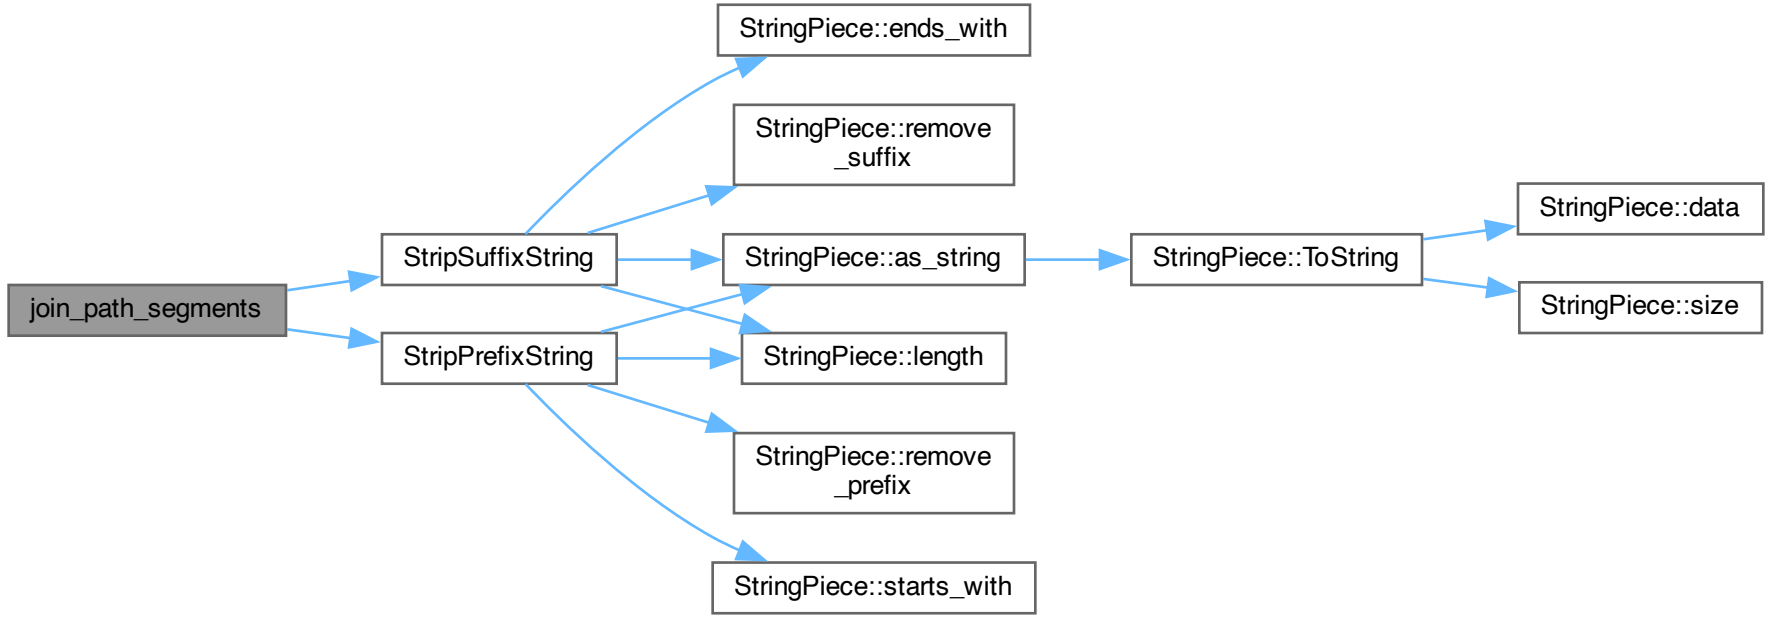 join_path_segments
StripSuffixString
StripPrefixString
StringPiece::ends_with
StringPiece::remove
_suffix
StringPiece::as_string
StringPiece::length
StringPiece::remove
_prefix
StringPiece::starts_with
StringPiece::ToString
StringPiece::data
StringPiece::size